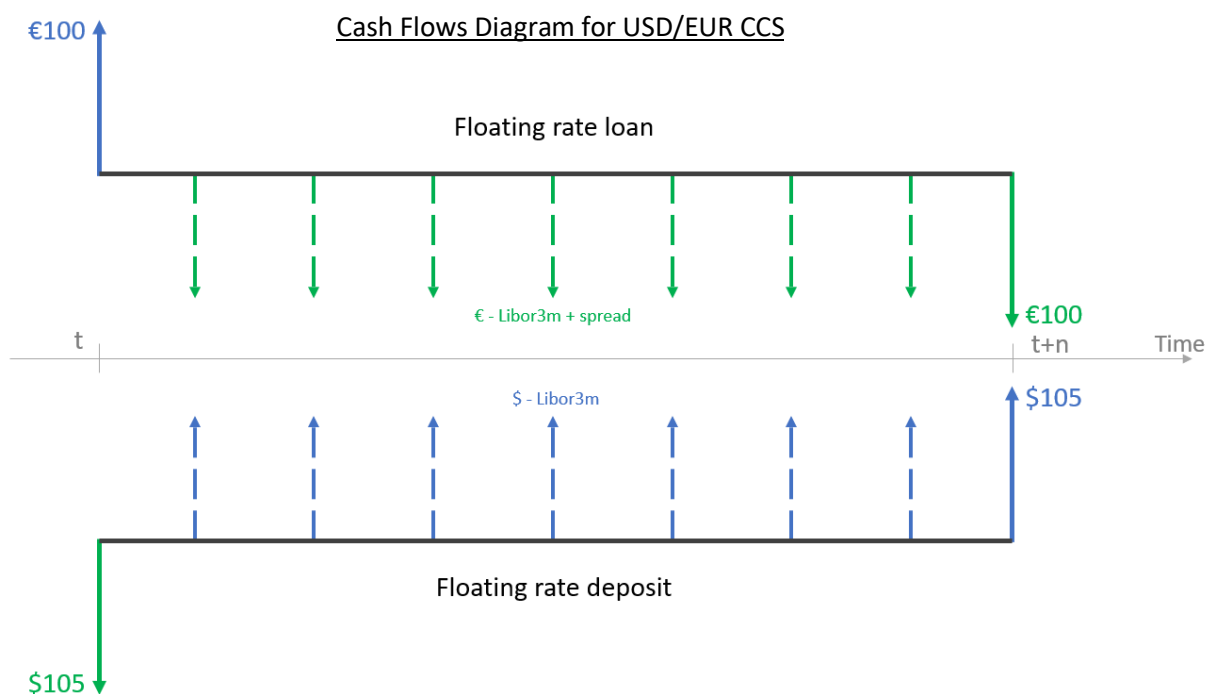 Cash Flows Diagram for USD/EUR CCS
€100
Floating rate loan
€ - Libor3m + spread
€100
t
t+n
Time
$ - Libor3m
$105
Floating rate deposit
$105